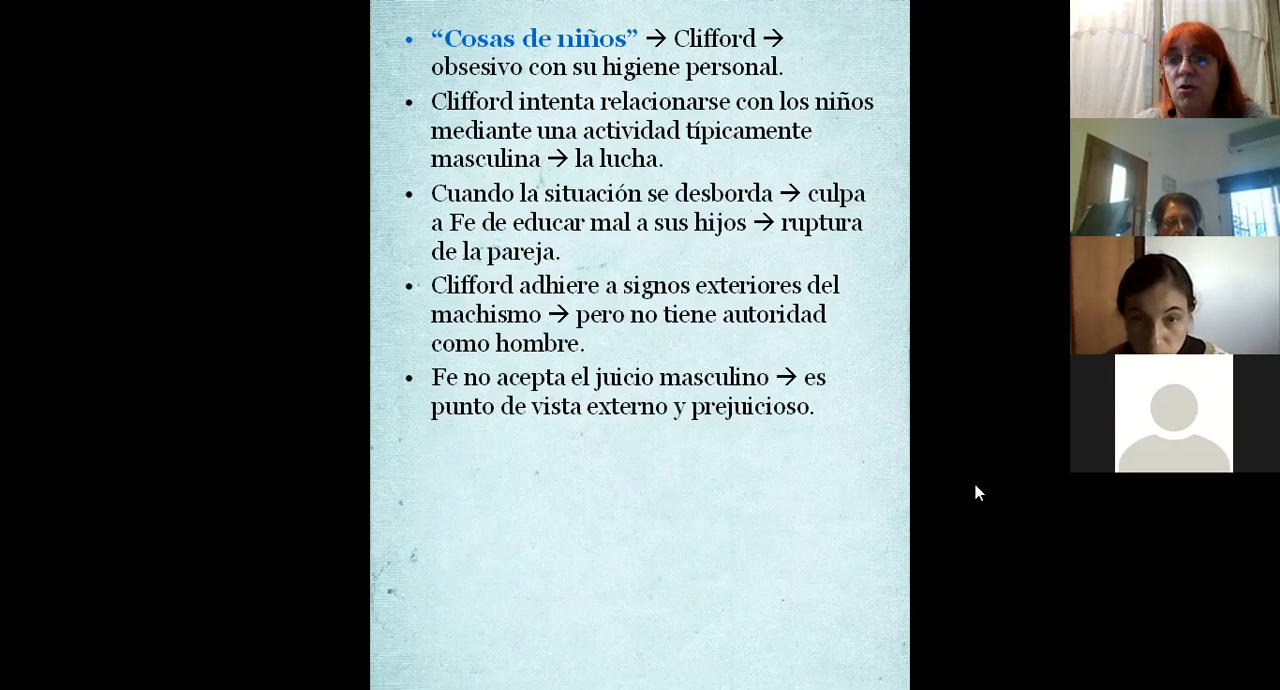 • “Cosas de niños” → Clifford →
obsesivo con su higiene personal.
• Clifford intenta relacionarse con los niños
mediante una actividad típicamente
masculina → la lucha.
• Cuando la situación se desborda → culpa
a Fe de educar mal a sus hijos → ruptura
de la pareja.
• Clifford adhiere a signos exteriores del
machismo → pero no tiene autoridad
como hombre.
• Fe no acepta el juicio masculino → es
punto de vista externo y prejuicioso.